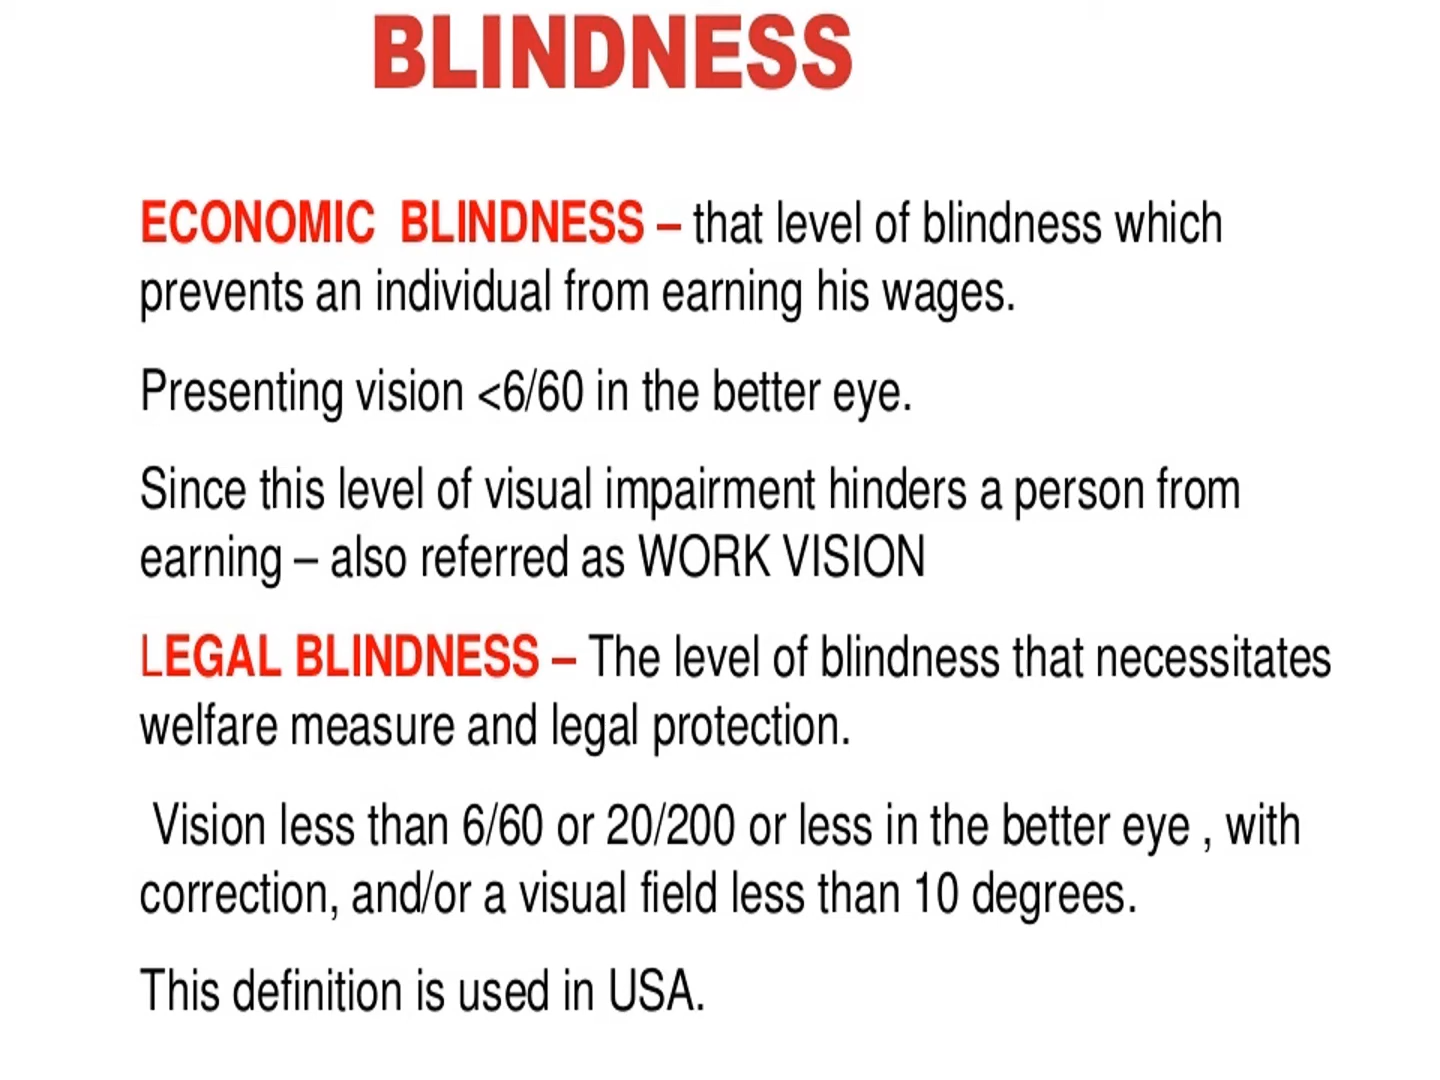 BLINDNESS
ECONOMIC BLINDNESS – that level of blindness which
prevents an individual from earning his wages.
Presenting vision <6/60 in the better eye.
Since this level of visual impairment hinders a person from
earning – also referred as WORK VISION
LEGAL BLINDNESS – The level of blindness that necessitates
welfare measure and legal protection.
Vision less than 6/60 or 20/200 or less in the better eye , with
correction, and/or a visual field less than 10 degrees.
This definition is used in USA.